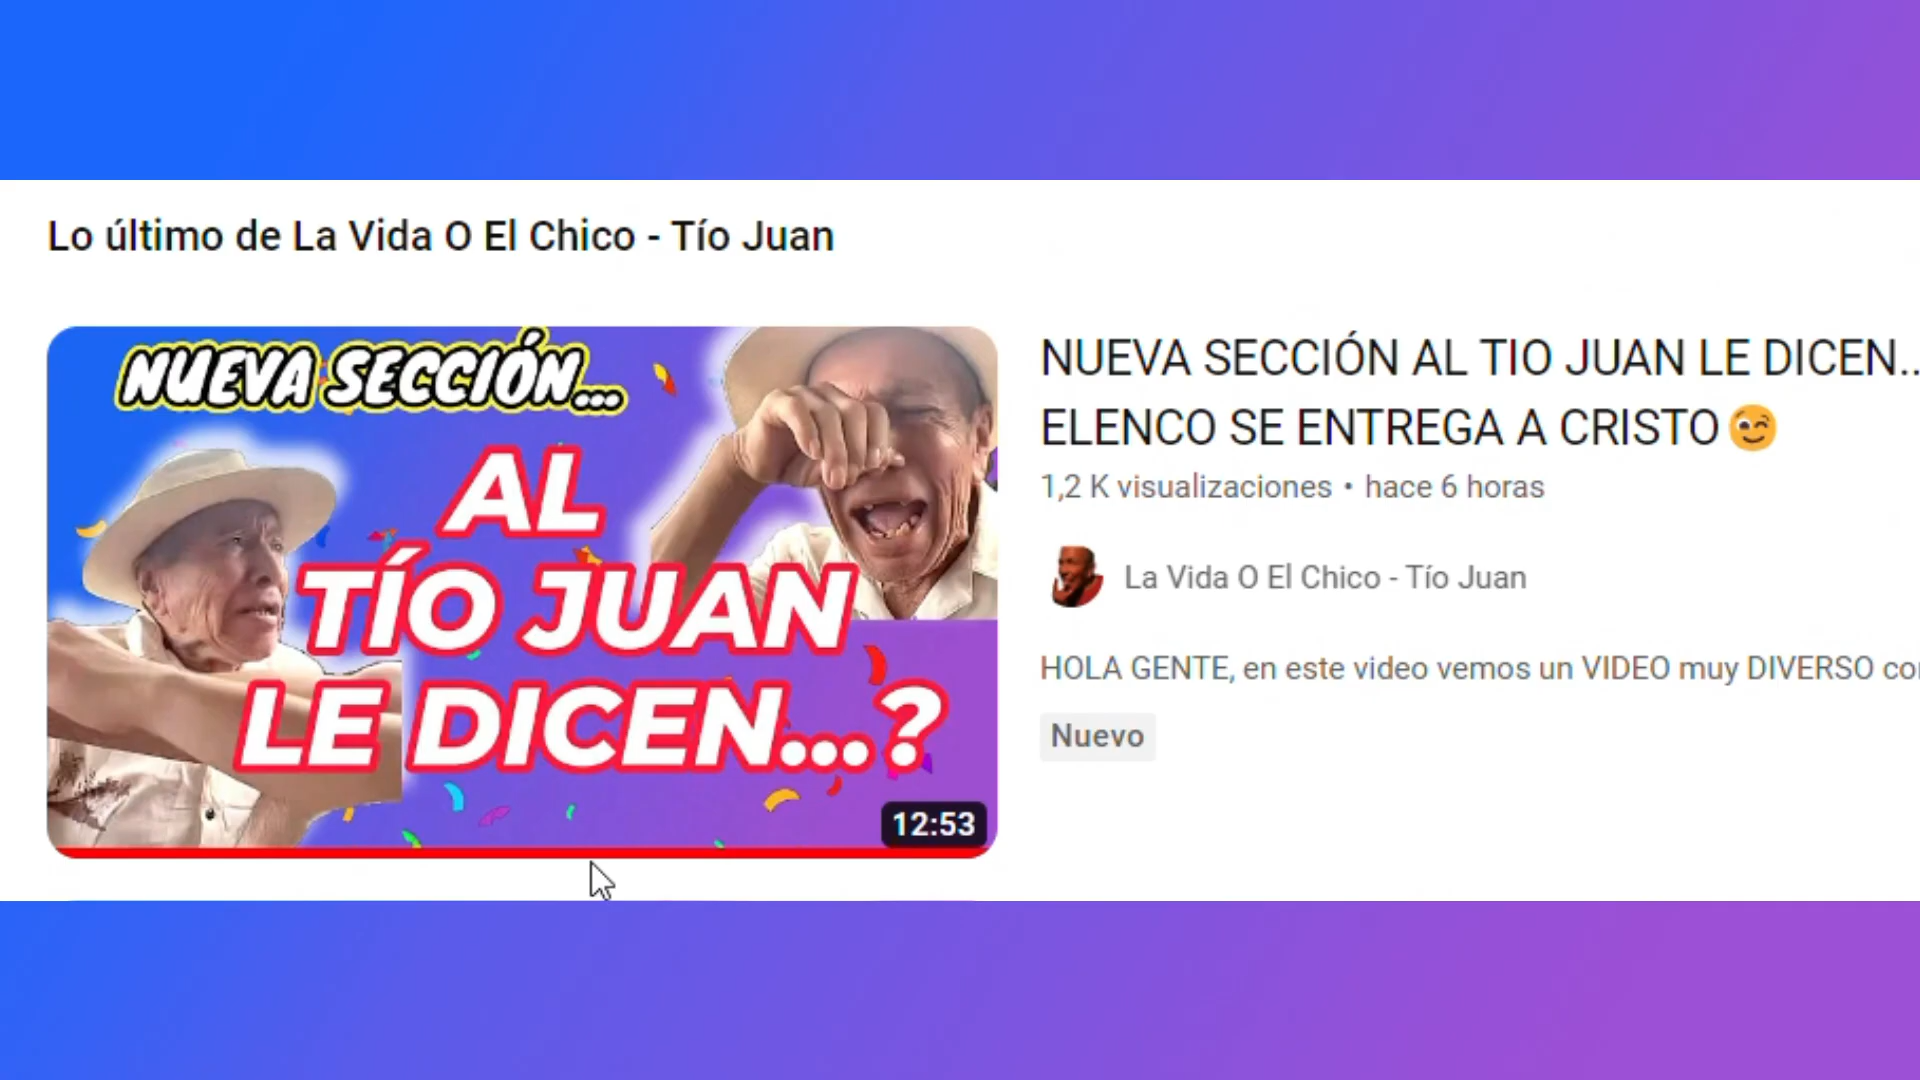 Lo último de La Vida O El Chico - Tío Juan
NUEVA SECCIÓN...
AL
TÍO JUAN
LE DICEN...?
12:53
NUEVA SECCIÓN AL TIO JUAN LE DICEN..
ELENCO SE ENTREGA A CRISTO😉
1,2 K visualizaciones • hace 6 horas
La Vida O El Chico - Tío Juan
HOLA GENTE, en este video vemos un VIDEO muy DIVERSO
Nuevo